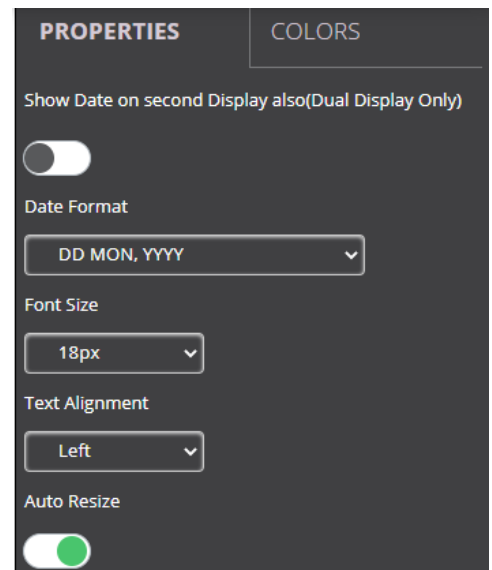 PROPERTIES COLORS
Show Date on second Display also(Dual Display Only)
Date Format
DD MON, YYYY
Font Size
18px
Text Alignment
Left
Auto Resize